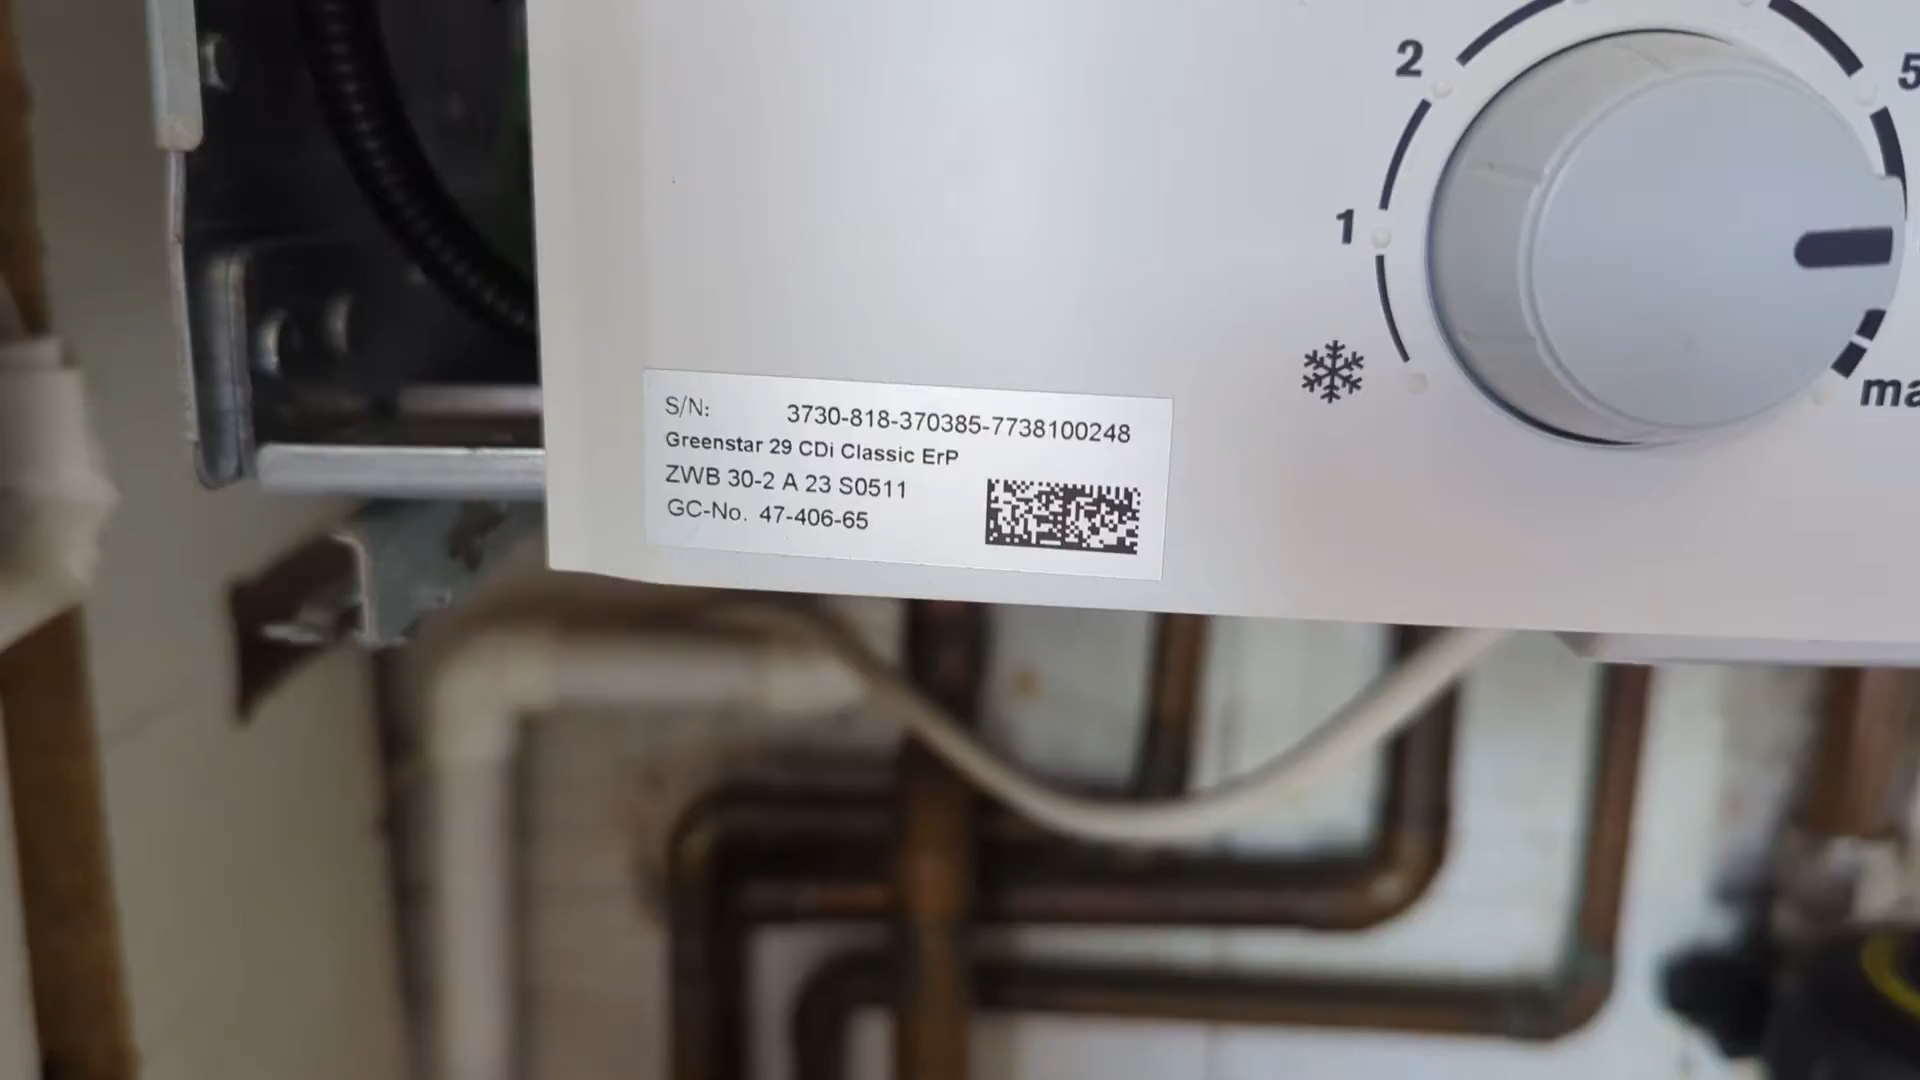 2
5
1
ma
S/N: 3730-818-370385-7738100248
Greenstar 29 CDi Classic ErP
ZWB 30-2 A 23 S0511
GC-No. 47-406-65